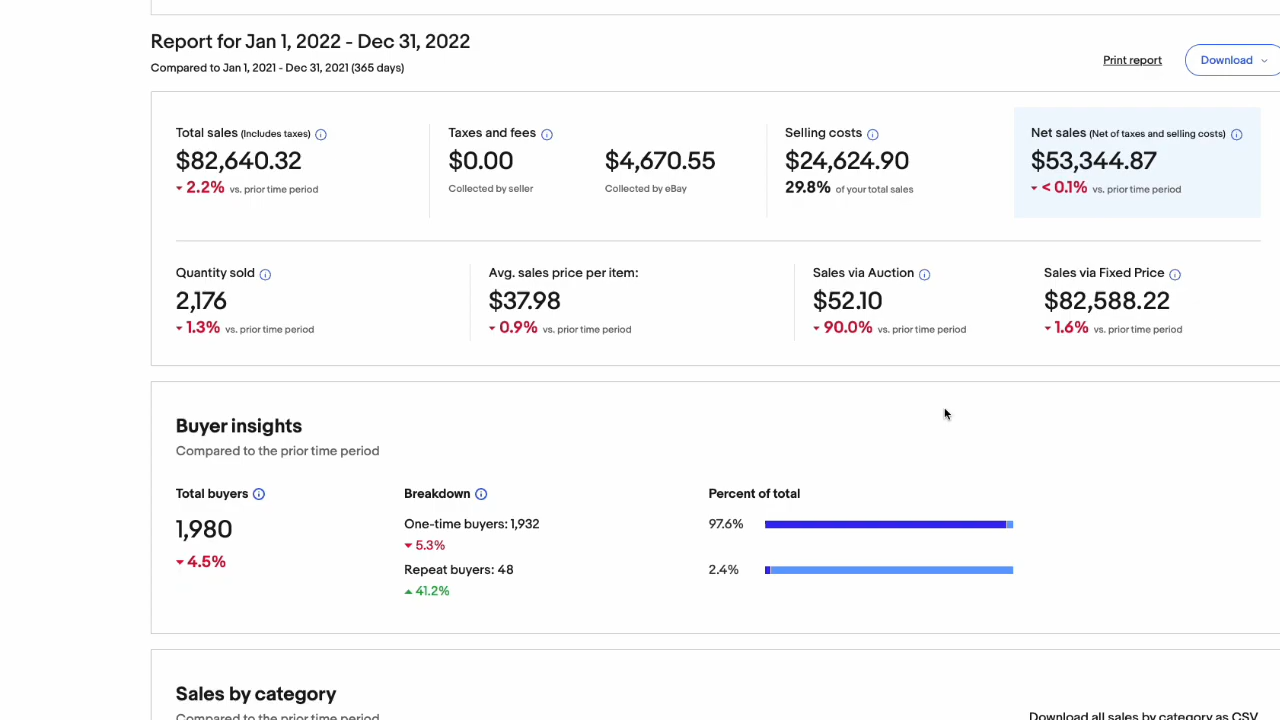 Report for Jan 1, 2022 - Dec 31, 2022
Compared to Jan 1, 2021 - Dec 31, 2021 (365 days)
Print report
Download
Total sales (Includes taxes)
$82,640.32
2.2% vs. prior time period
Taxes and fees
$0.00
Collected by seller
$4,670.55
Collected by eBay
Selling costs
$24,624.90
29.8% of your total sales
Net sales (Net of taxes and selling costs)
$53,344.87
< 0.1% vs. prior time period
Quantity sold
2,176
1.3% vs. prior time period
Avg. sales price per item:
$37.98
0.9% vs. prior time period
Sales via Auction
$52.10
90.0% vs. prior time period
Sales via Fixed Price
$82,588.22
1.6% vs. prior time period
Buyer insights
Compared to the prior time period
Total buyers
1,980
4.5%
Breakdown
One-time buyers: 1,932
5.3%
Repeat buyers: 48
41.2%
Percent of total
97.6%
2.4%
Sales by category
Compared to the prior time period
Download all sales by category as CSV